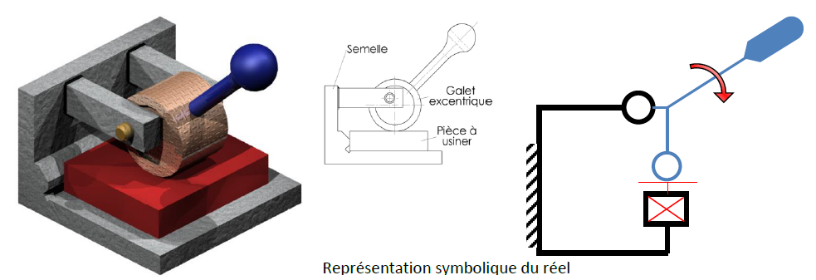 Semelle
Galet
excentrique
Pièce à
usiner
Représentation symbolique du réel